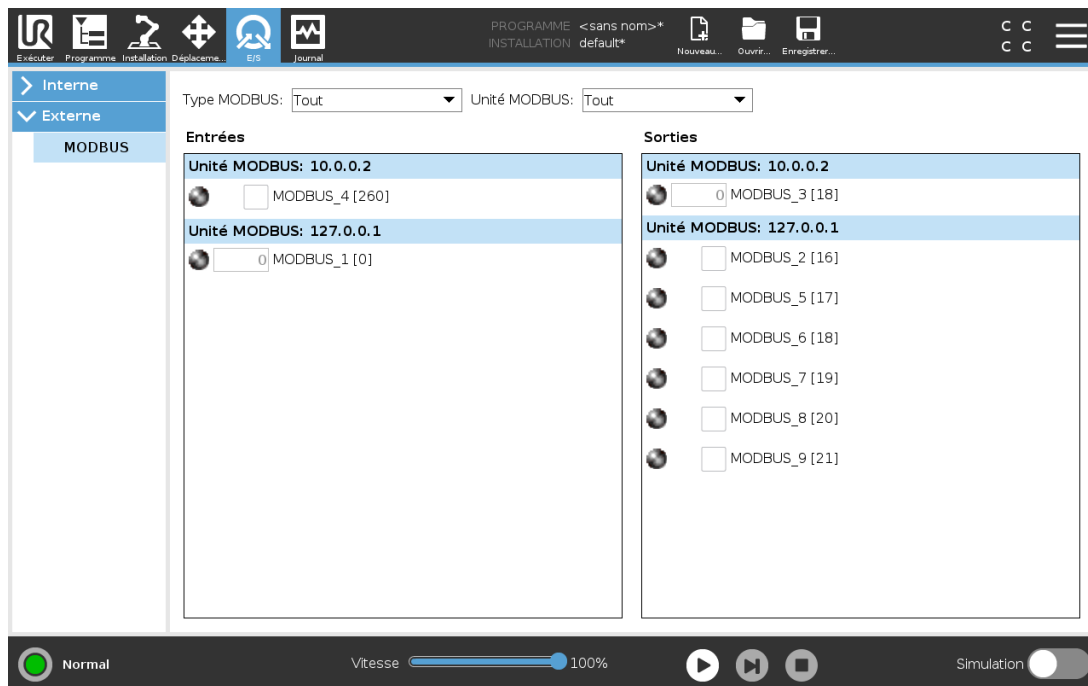 PROGRAMME <sans nom>*
INSTALLATION default*
C C
C C
Exécuter Programme Installation Déplaceme... E/S Journal Nouveau... Ouvrir... Enregistrer...
Interne
Externe
MODBUS
Type MODBUS: Tout Unité MODBUS: Tout
Entrées
Unité MODBUS: 10.0.0.2
MODBUS_4 [260]
Unité MODBUS: 127.0.0.1
0 MODBUS_1 [0]
Sorties
Unité MODBUS: 10.0.0.2
0 MODBUS_3 [18]
Unité MODBUS: 127.0.0.1
MODBUS_2 [16]
MODBUS_5 [17]
MODBUS_6 [18]
MODBUS_7 [19]
MODBUS_8 [20]
MODBUS_9 [21]
Normal
Vitesse 100%
Simulation